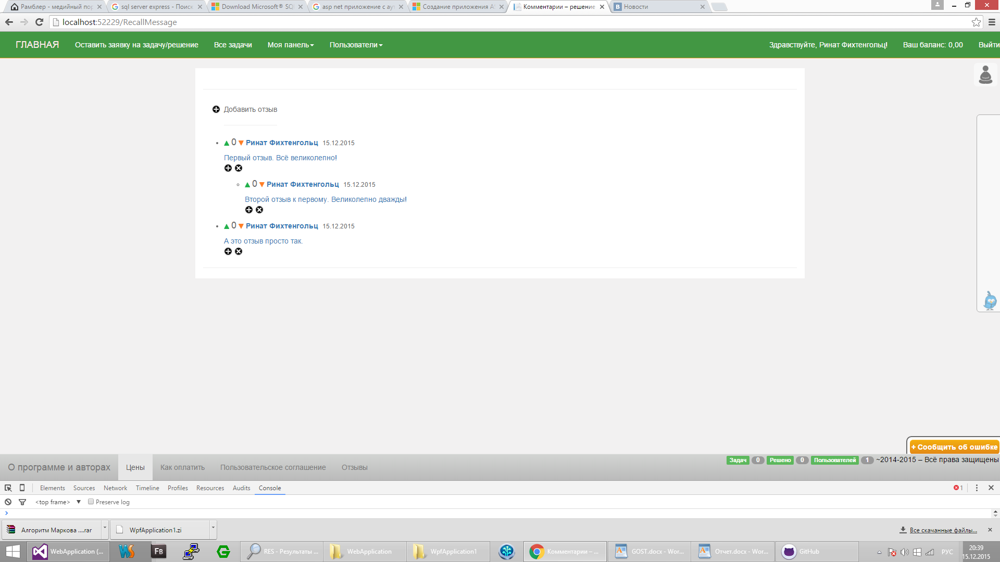 Рамблер - медийный пор
sql server express - Поиск
Download Microsoft® SQ
asp net приложение с ау
Создание приложения A
Комментарии – решение
Новости
localhost:52229/RecallMessage
ГЛАВНАЯ
Оставить заявку на задачу/решение
Все задачи
Моя панель
Пользователи
Здравствуйте, Ринат Фихтенгольц!
Ваш баланс: 0,00
Выйти
Добавить отзыв
0 Ринат Фихтенгольц 15.12.2015
Первый отзыв. Всё великолепно!
0 Ринат Фихтенгольц 15.12.2015
Второй отзыв к первому. Великолепно дважды!
0 Ринат Фихтенгольц 15.12.2015
А это отзыв просто так.
+ Сообщить об ошибке
О программе и авторах
Цены
Как оплатить
Пользовательское соглашение
Отзывы
Задач 0 Решено 0 Пользователей 1 ~2014-2015 – Всё права защищены
Elements Sources Network Timeline Profiles Resources Audits Console
1
<top frame> ▼ Preserve log
>
Алгоритм Маркова ....rar
WpfApplication1.zi
Все скачанные файлы...
WebApplication (...
FB
RES - Результаты ...
WebApplication
WpfApplication1
Комментарии – ...
GOST.docx - Wor...
Отчет.docx - Wor...
GitHub
РУС
20:39
15.12.2015